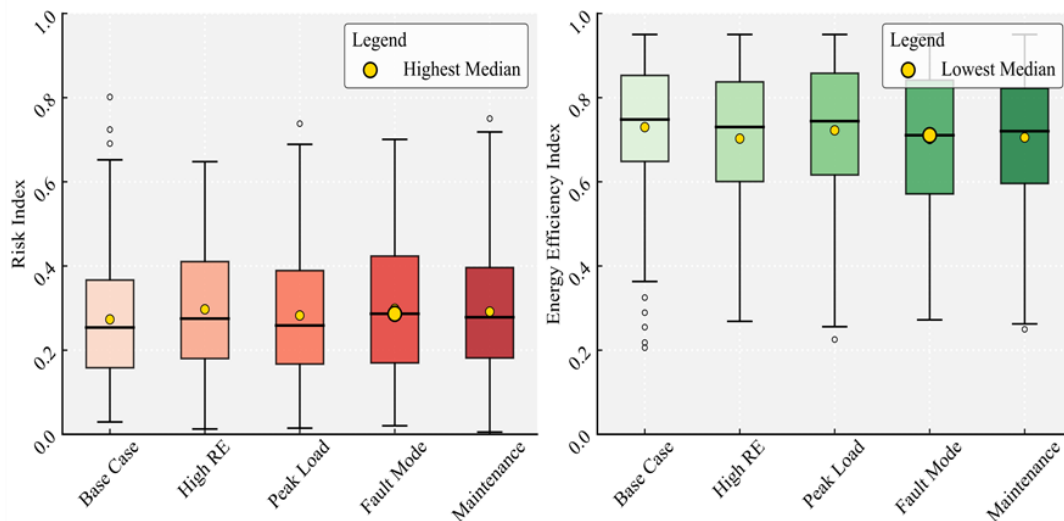 Legend
Highest Median
Risk Index
1.0
0.8
0.6
0.4
0.2
0.0
Base Case
High RE
Peak Load
Fault Mode
Maintenance
Legend
Lowest Median
Energy Efficiency Index
1.0
0.8
0.6
0.4
0.2
0.0
Base Case
High RE
Peak Load
Fault Mode
Maintenance